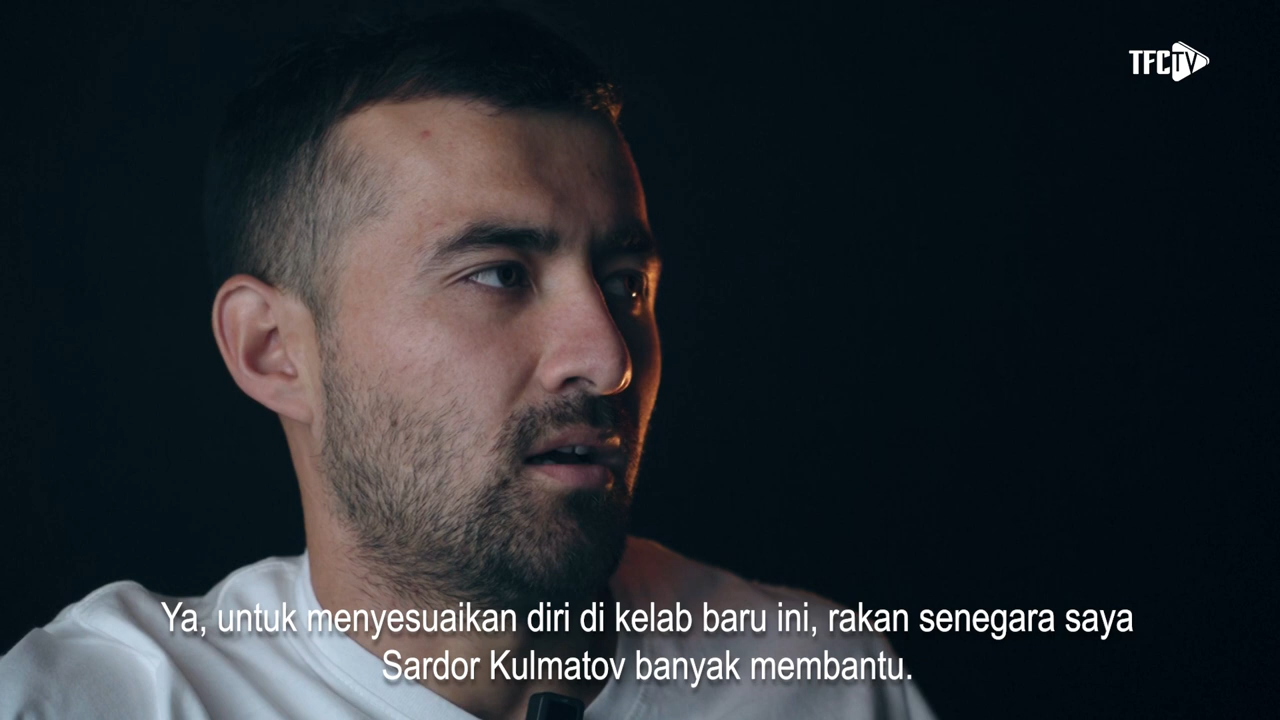 TFCTV
Ya, untuk menyesuaikan diri di kelab baru ini, rakan senegara saya
Sardor Kulmatov banyak membantu.